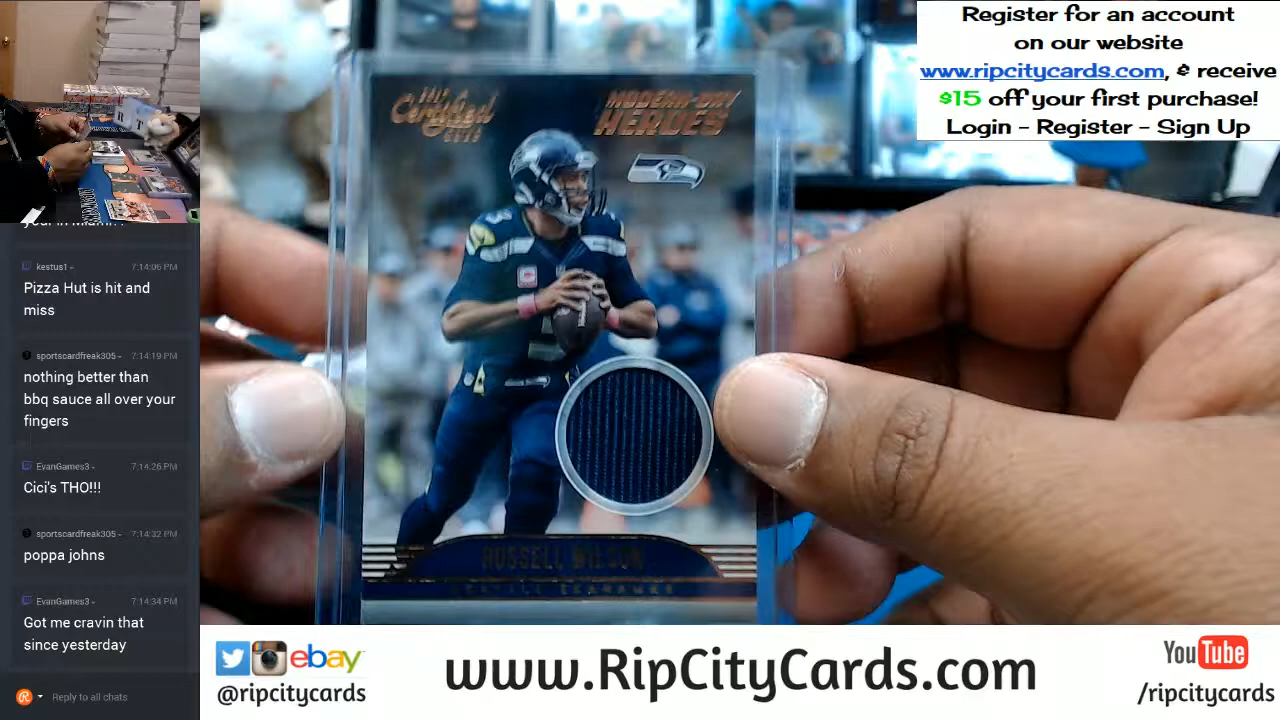 Register for an account
on our website
www.ripcitycards.com, & receive
$15 off your first purchase!
Login - Register - Sign Up
Certified
MODERN-DAY
HEROES
3
RUSSELL WILSON
SEATTLE SEAHAWKS
kestus1
7:14:06 PM
Pizza Hut is hit and
miss
sportscardfreak305
7:14:19 PM
nothing better than
bbq sauce all over your
fingers
EvanGames3
7:14:26 PM
Cici's THO!!!
sportscardfreak305
7:14:32 PM
poppa johns
EvanGames3
7:14:34 PM
Got me cravin that
since yesterday
Reply to all chats
ebay
@ripcitycards
www.RipCityCards.com
YouTube
/ripcitycards